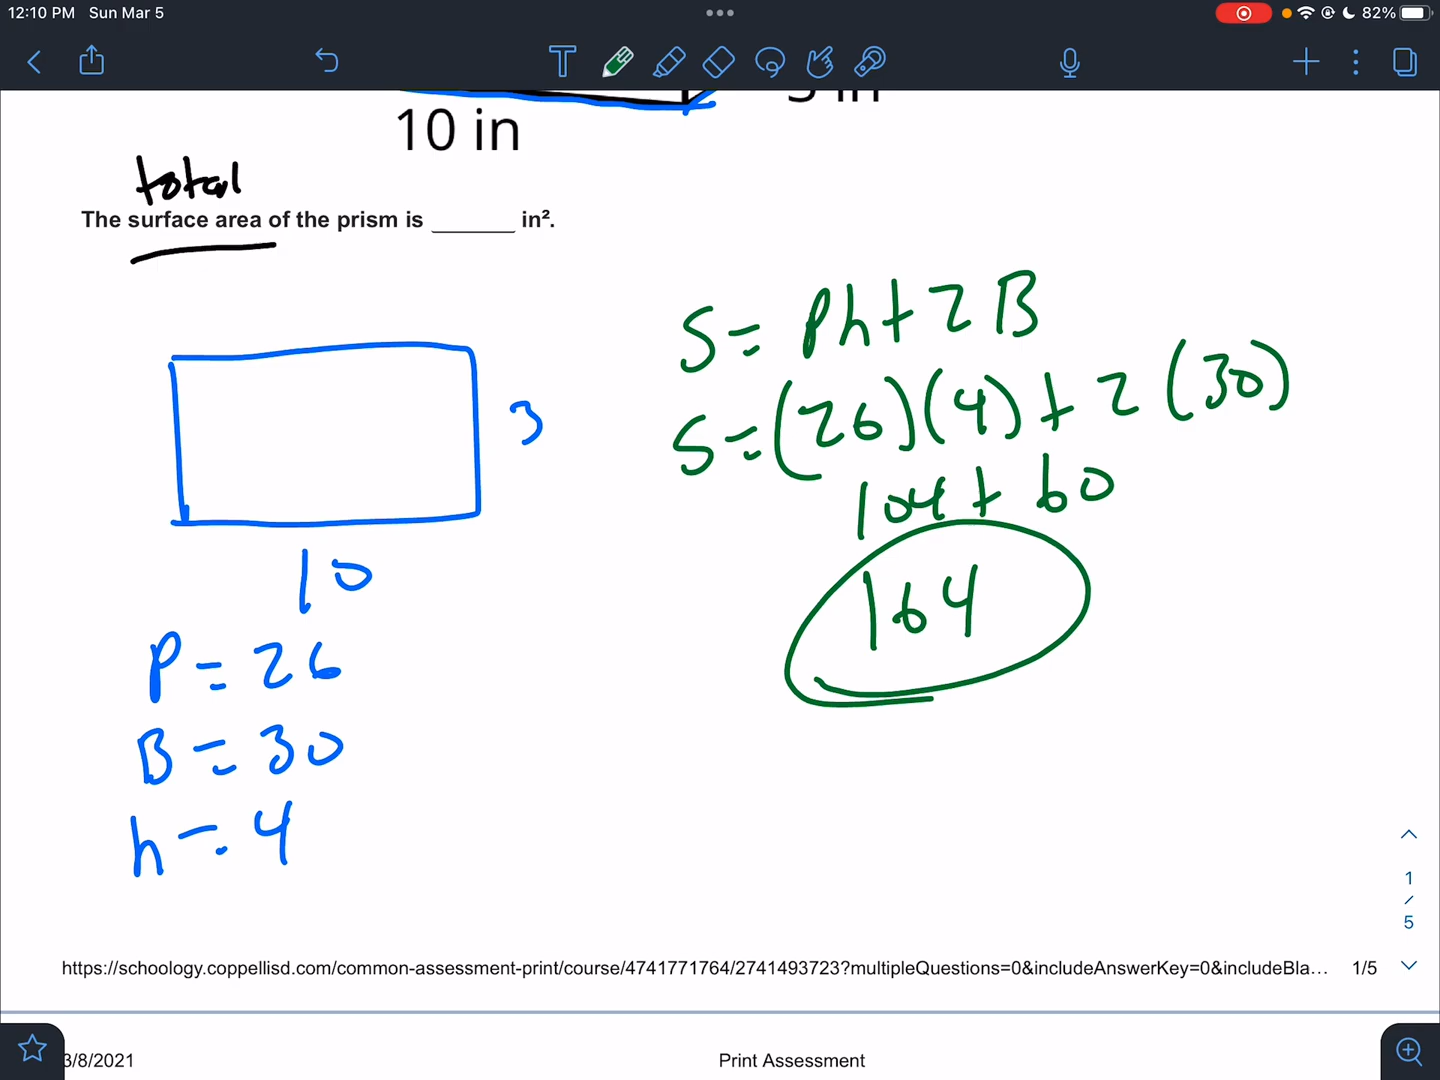 12:10 PM Sun Mar 5
82%
10 in
in
total
The surface area of the prism is ______ in².
3
10
P = 26
B = 30
h = 4
S = Ph + 2B
S = (26)(4) + 2(30)
104 + 60
164
1
/
5
https://schoology.coppellisd.com/common-assessment-print/course/4741771764/2741493723?multipleQuestions=0&includeAnswerKey=0&includeBla… 1/5
3/8/2021 Print Assessment